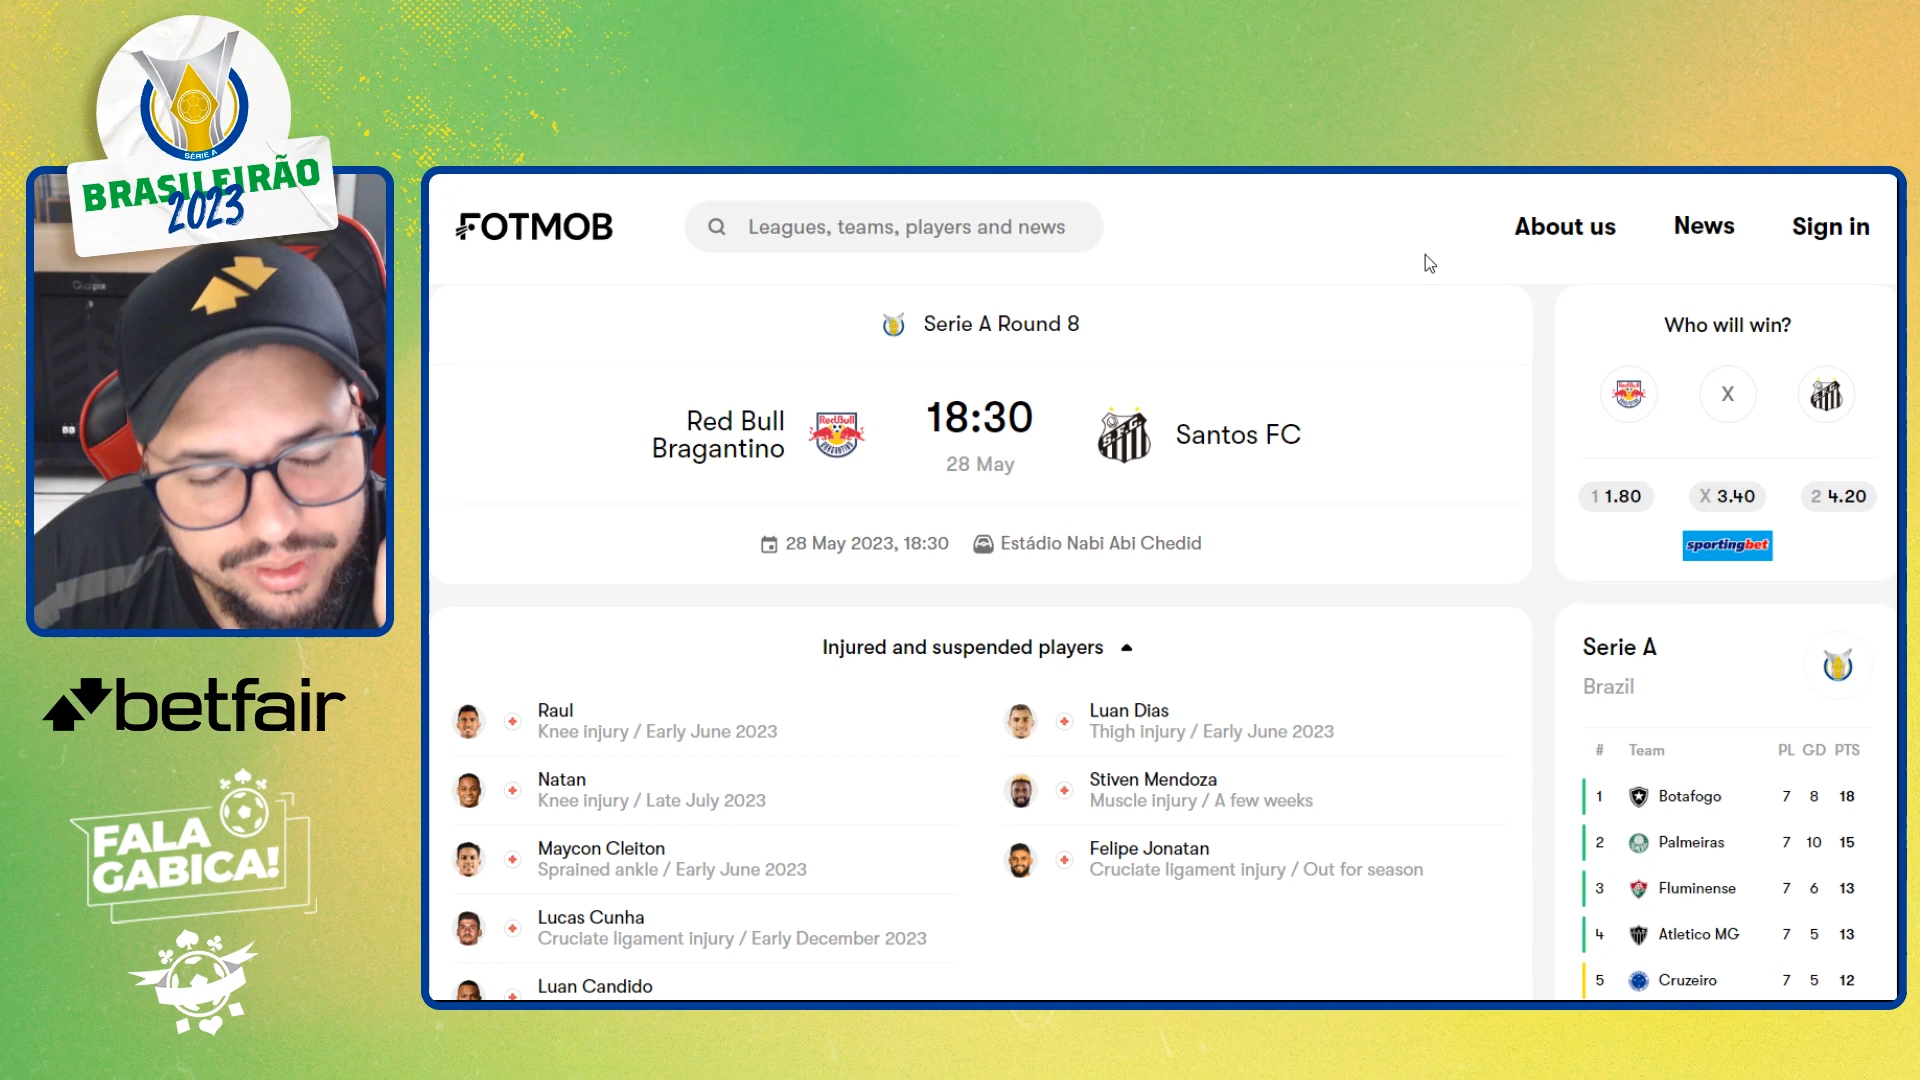 SÉRIE A
BRASILEIRÃO
2023
betfair
FALA
GABICA!
FOTMOB
Leagues, teams, players and news
About us
News
Sign in
Serie A Round 8
Red Bull
Bragantino
RedBull
18:30
28 May
S.F.C.
Santos FC
28 May 2023, 18:30
Estádio Nabi Abi Chedid
Who will win?
X
1 1.80
X 3.40
2 4.20
sportingbet
Injured and suspended players
Raul
Knee injury / Early June 2023
Natan
Knee injury / Late July 2023
Maycon Cleiton
Sprained ankle / Early June 2023
Lucas Cunha
Cruciate ligament injury / Early December 2023
Luan Candido
Luan Dias
Thigh injury / Early June 2023
Stiven Mendoza
Muscle injury / A few weeks
Felipe Jonatan
Cruciate ligament injury / Out for season
Serie A
Brazil
# Team PL GD PTS
1 Botafogo 7 8 18
2 Palmeiras 7 10 15
3 Fluminense 7 6 13
4 Atletico MG 7 5 13
5 Cruzeiro 7 5 12